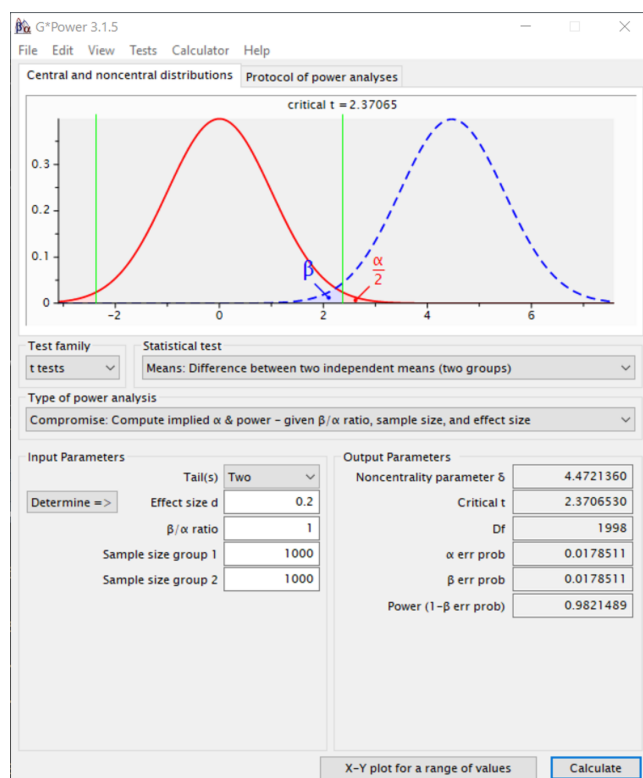 G*Power 3.1.5
File Edit View Tests Calculator Help
Central and noncentral distributions Protocol of power analyses
critical t = 2.37065
0.3
0.2
0.1
0
β
α
2
-2 0 2 4 6
Test family Statistical test
t tests Means: Difference between two independent means (two groups)
Type of power analysis
Compromise: Compute implied α & power – given β/α ratio, sample size, and effect size
Input Parameters Output Parameters
Tail(s) Two Noncentrality parameter δ 4.4721360
Determine => Effect size d 0.2 Critical t 2.3706530
β/α ratio 1 Df 1998
Sample size group 1 1000 α err prob 0.0178511
Sample size group 2 1000 β err prob 0.0178511
Power (1-β err prob) 0.9821489
X-Y plot for a range of values Calculate